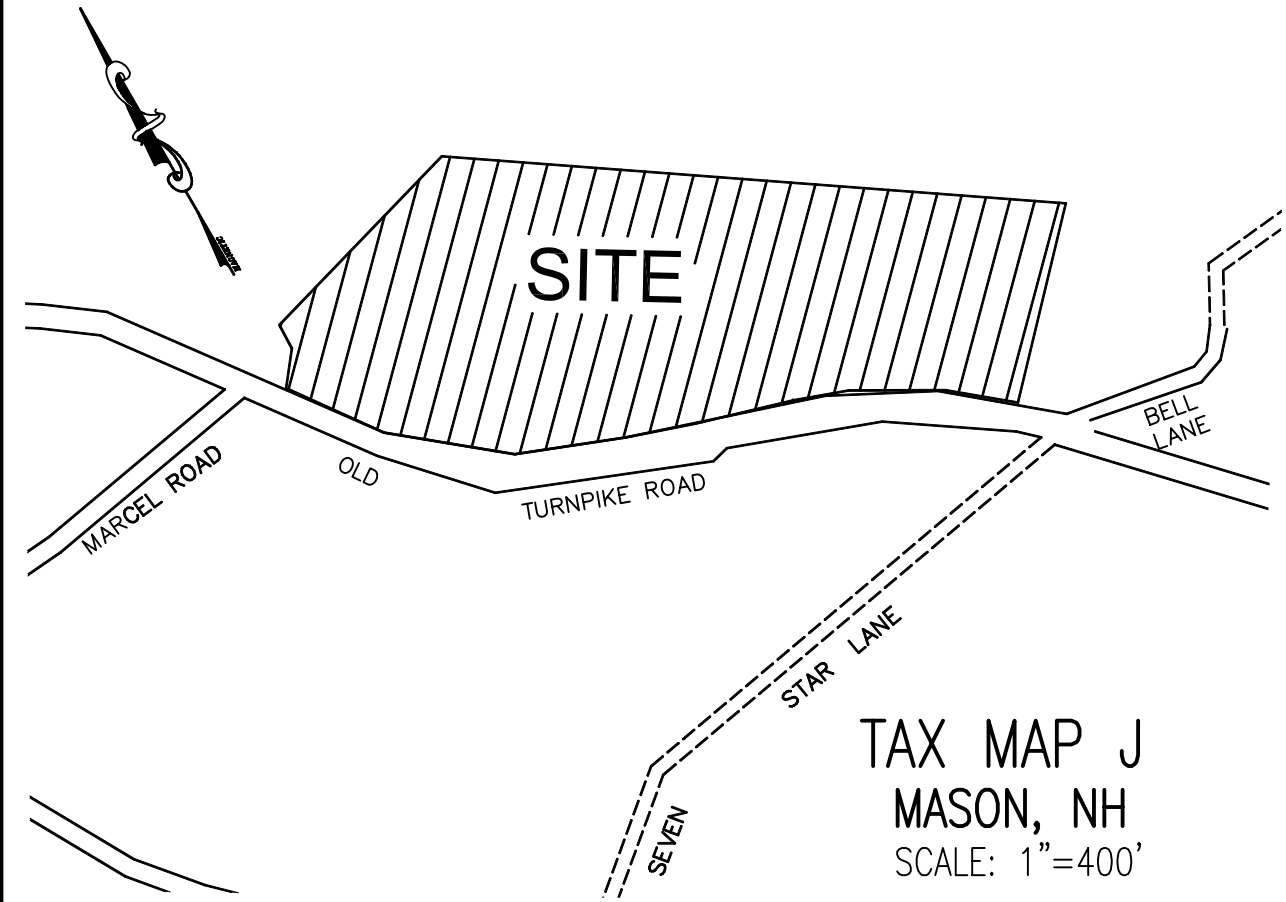 SITE
MARCEL ROAD
OLD
TURNPIKE ROAD
BELL
LANE
SEVEN
STAR LANE
TAX MAP J
MASON, NH
SCALE: 1"=400'